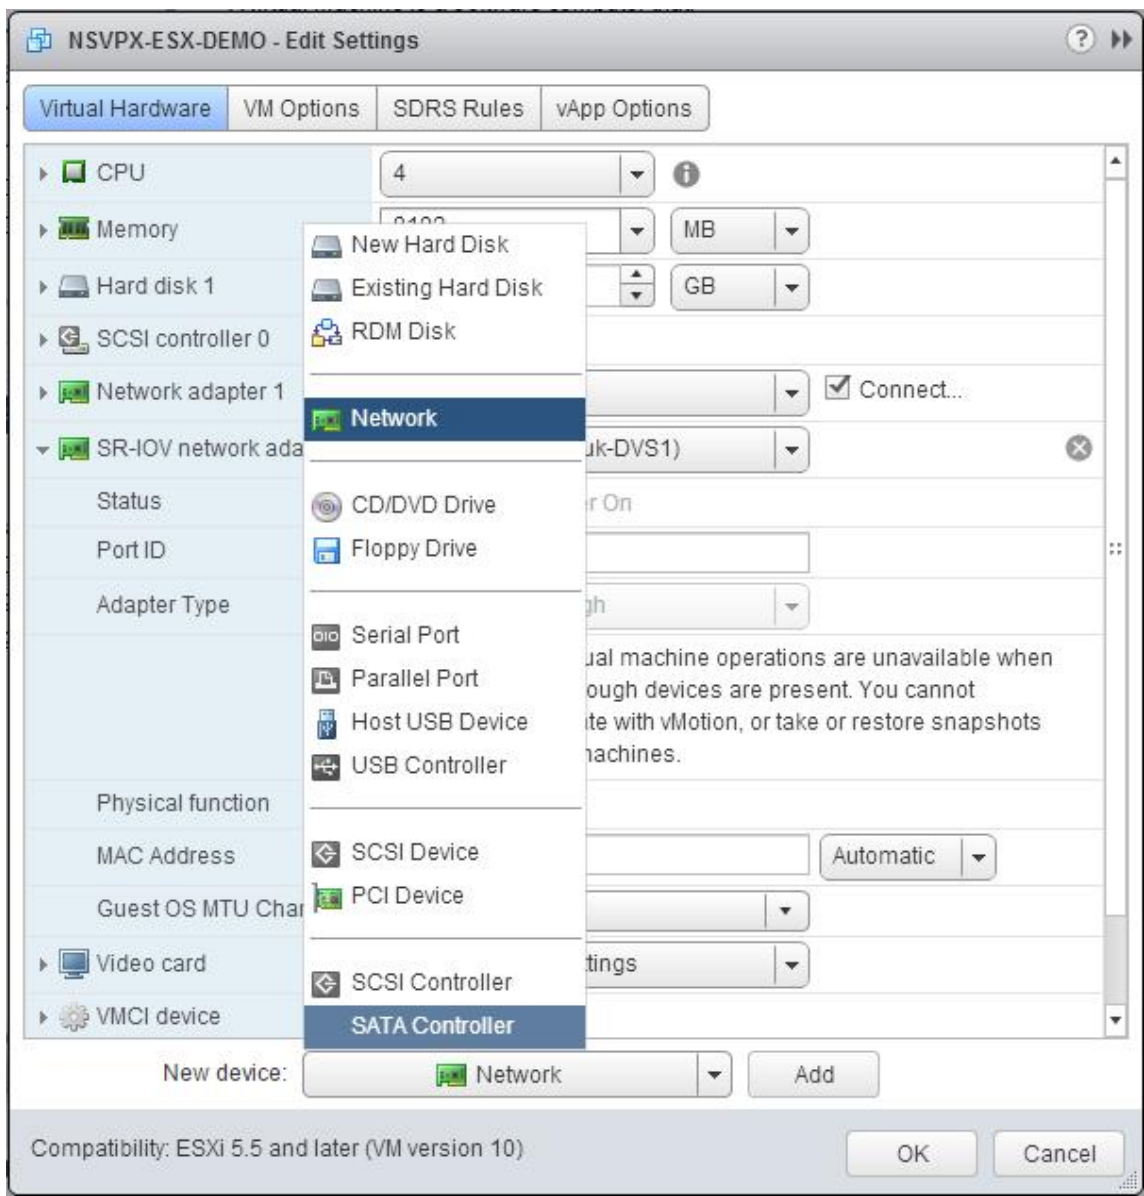 NSVPX-ESX-DEMO - Edit Settings
Virtual Hardware VM Options SDRS Rules vApp Options
CPU 4
Memory MB
Hard disk 1 GB
SCSI controller 0
Network adapter 1 Connect...
SR-IOV network ada uk-DVS1)
Status er On
Port ID
Adapter Type gh
ual machine operations are unavailable when
ough devices are present. You cannot
te with vMotion, or take or restore snapshots
machines.
Physical function
MAC Address Automatic
Guest OS MTU Chan
Video card ttings
VMCI device
New Hard Disk
Existing Hard Disk
RDM Disk
Network
CD/DVD Drive
Floppy Drive
Serial Port
Parallel Port
Host USB Device
USB Controller
SCSI Device
PCI Device
SCSI Controller
SATA Controller
New device: Network Add
Compatibility: ESXi 5.5 and later (VM version 10)
OK Cancel